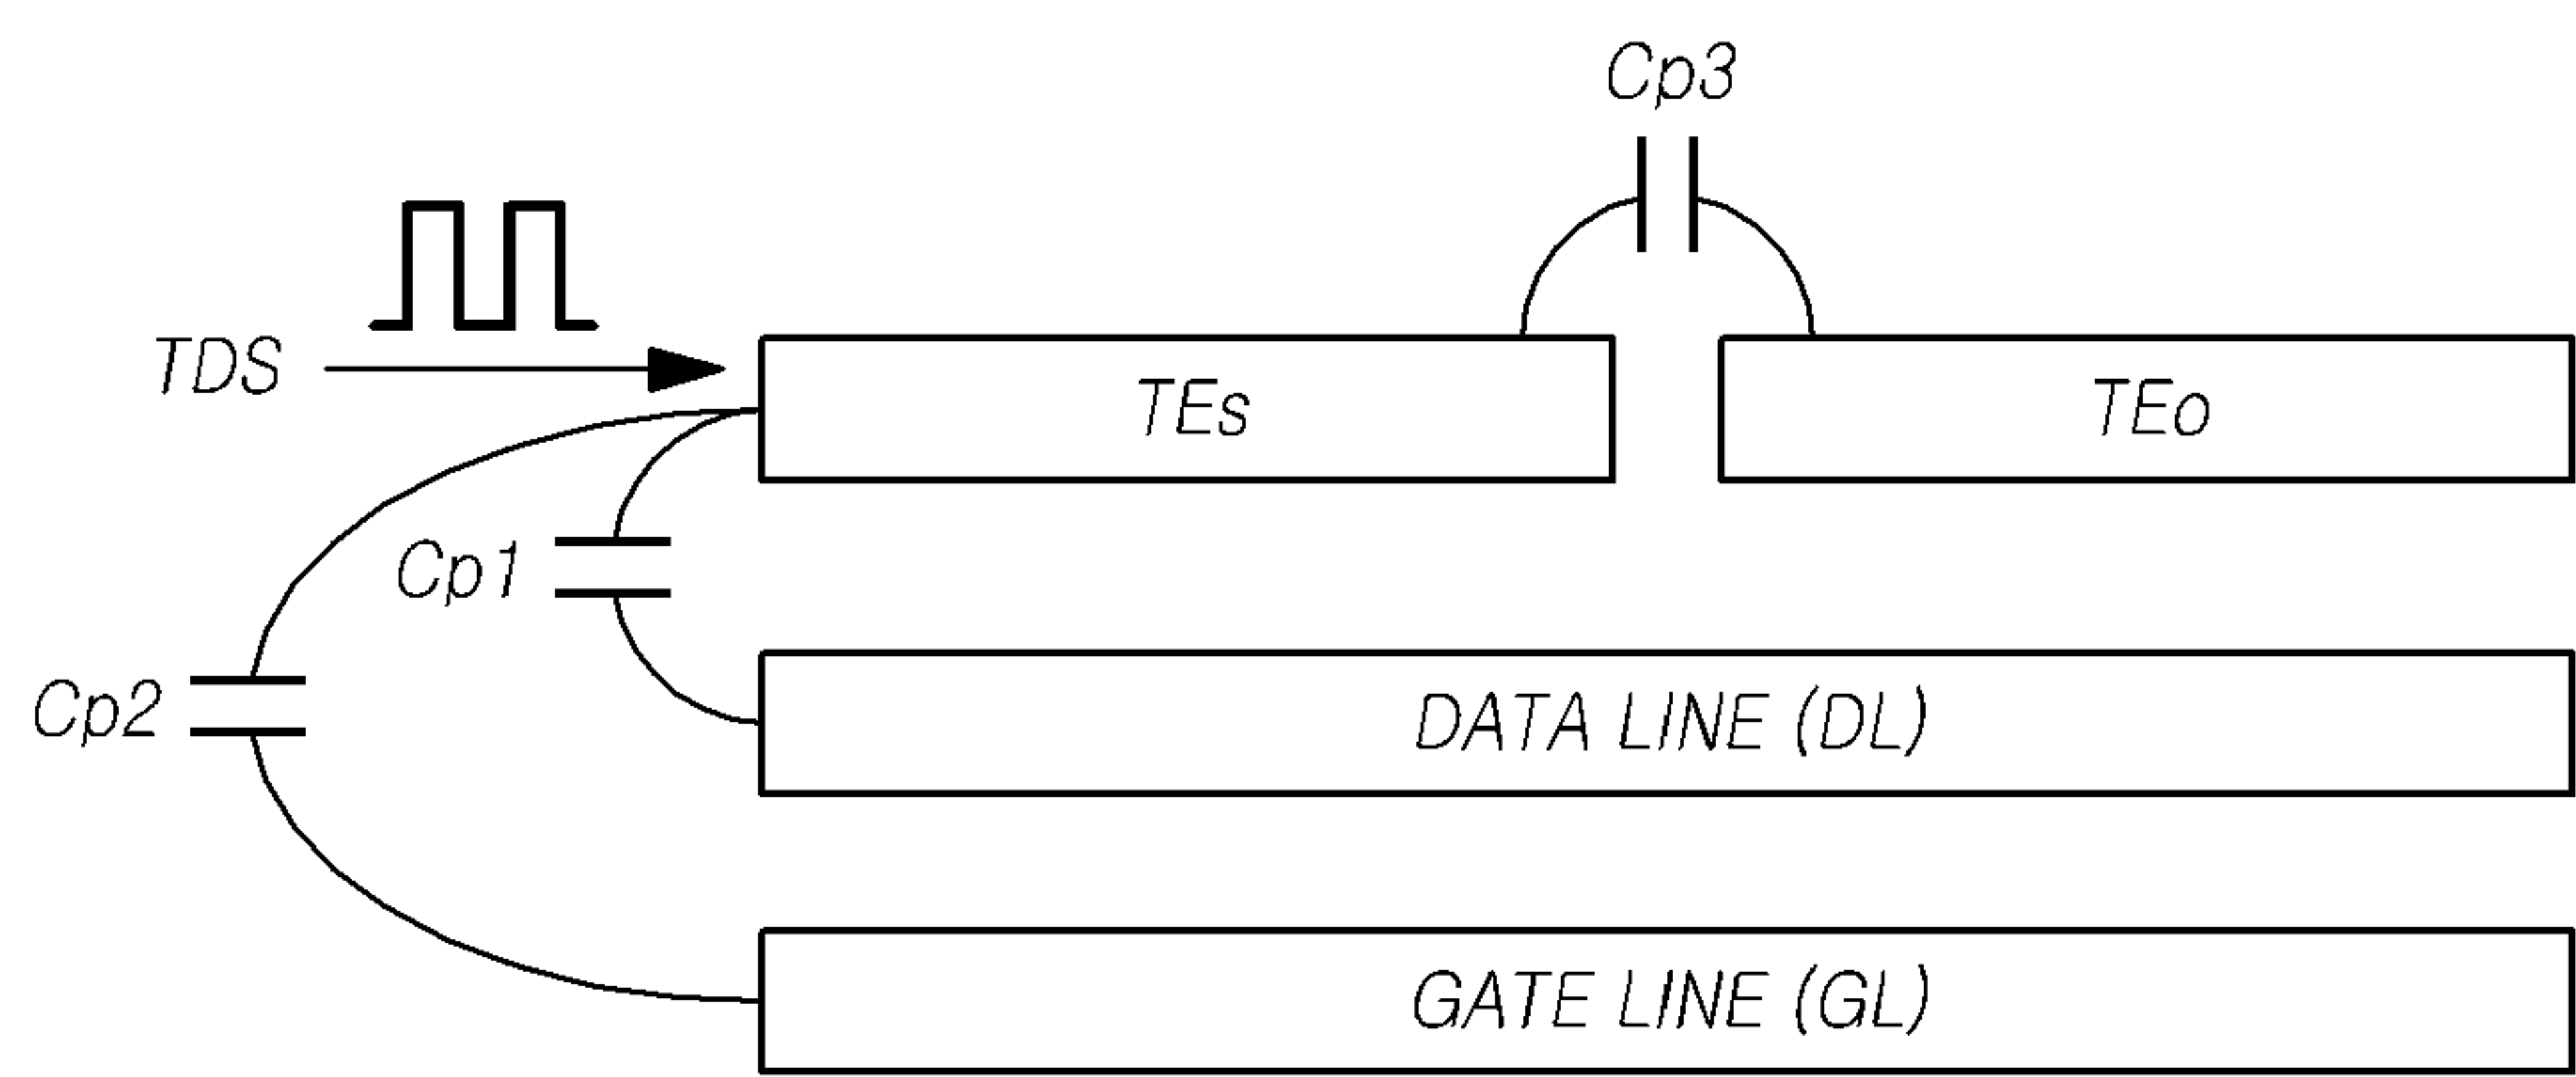 Cp3
TDS
TEs
TEo
Cp1
Cp2
DATA LINE (DL)
GATE LINE (GL)